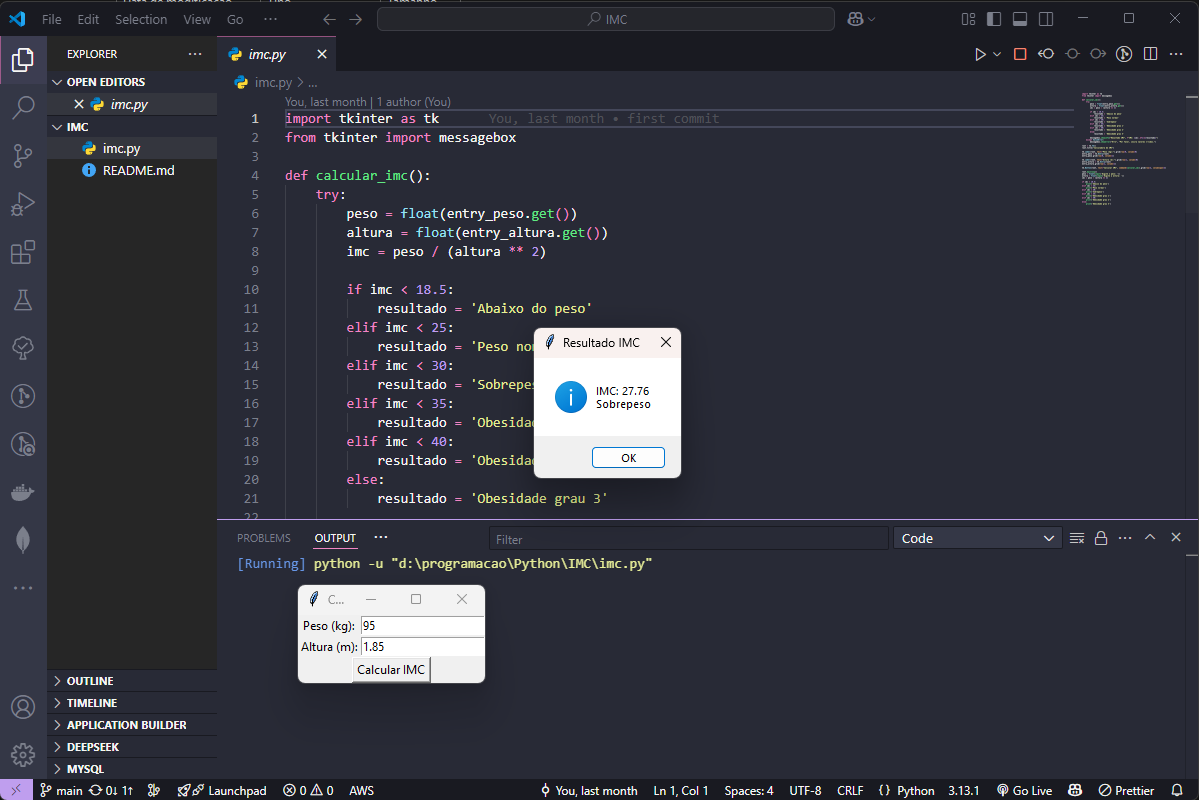 File Edit Selection View Go ··· IMC
EXPLORER ···
OPEN EDITORS
imc.py
IMC
imc.py
README.md
imc.py
imc.py > ...
You, last month | 1 author (You)
1 import tkinter as tk You, last month • first commit
2 from tkinter import messagebox
3
4 def calcular_imc():
5 try:
6 peso = float(entry_peso.get())
7 altura = float(entry_altura.get())
8 imc = peso / (altura ** 2)
9
10 if imc < 18.5:
11 resultado = 'Abaixo do peso'
12 elif imc < 25:
13 resultado = 'Peso
14 elif imc < 30:
15 resultado = 'Sobrepes
16 elif imc < 35:
17 resultado = 'Obesida
18 elif imc < 40:
19 resultado = 'Obesida
20 else:
21 resultado = 'Obesidade grau 3'
22
Resultado IMC
IMC: 27.76
Sobrepeso
OK
PROBLEMS OUTPUT ··· Filter Code
[Running] python -u "d:\programacao\Python\IMC\imc.py"
C...
Peso (kg): 95
Altura (m): 1.85
Calcular IMC
OUTLINE
TIMELINE
APPLICATION BUILDER
DEEPSEEK
MYSQL
main 0↓ 1↑ Launchpad 0 0 AWS You, last month Ln 1, Col 1 Spaces: 4 UTF-8 CRLF {} Python 3.13.1 Go Live Prettier